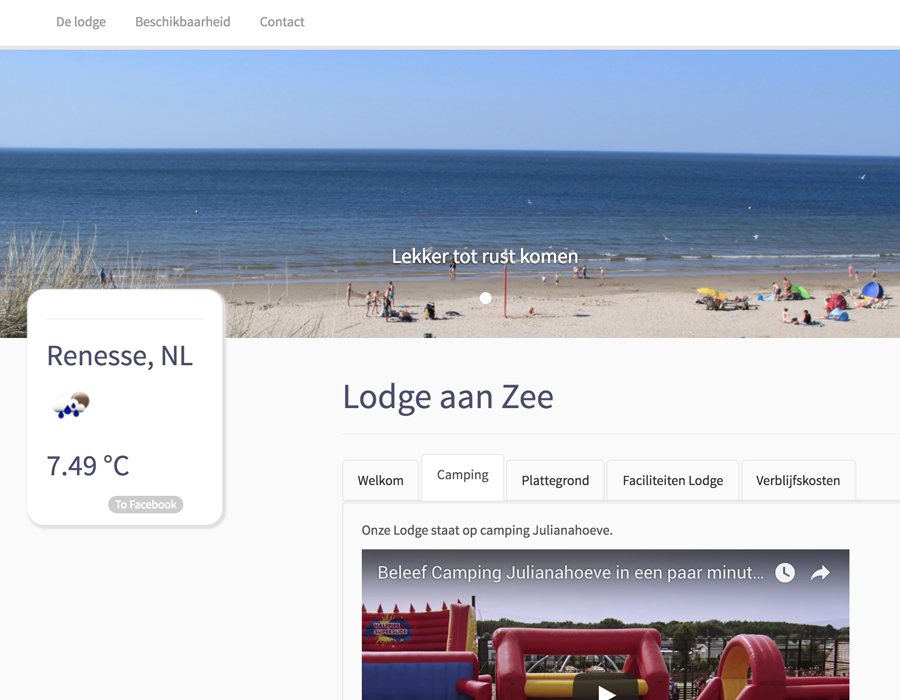 De lodge Beschikbaarheid Contact
Lekker tot rust komen
Renesse, NL
7.49 °C
To Facebook
Lodge aan Zee
Welkom Camping Plattegrond Faciliteiten Lodge Verblijfskosten
Onze Lodge staat op camping Julianahoeve.
Beleef Camping Julianahoeve in een paar minut...